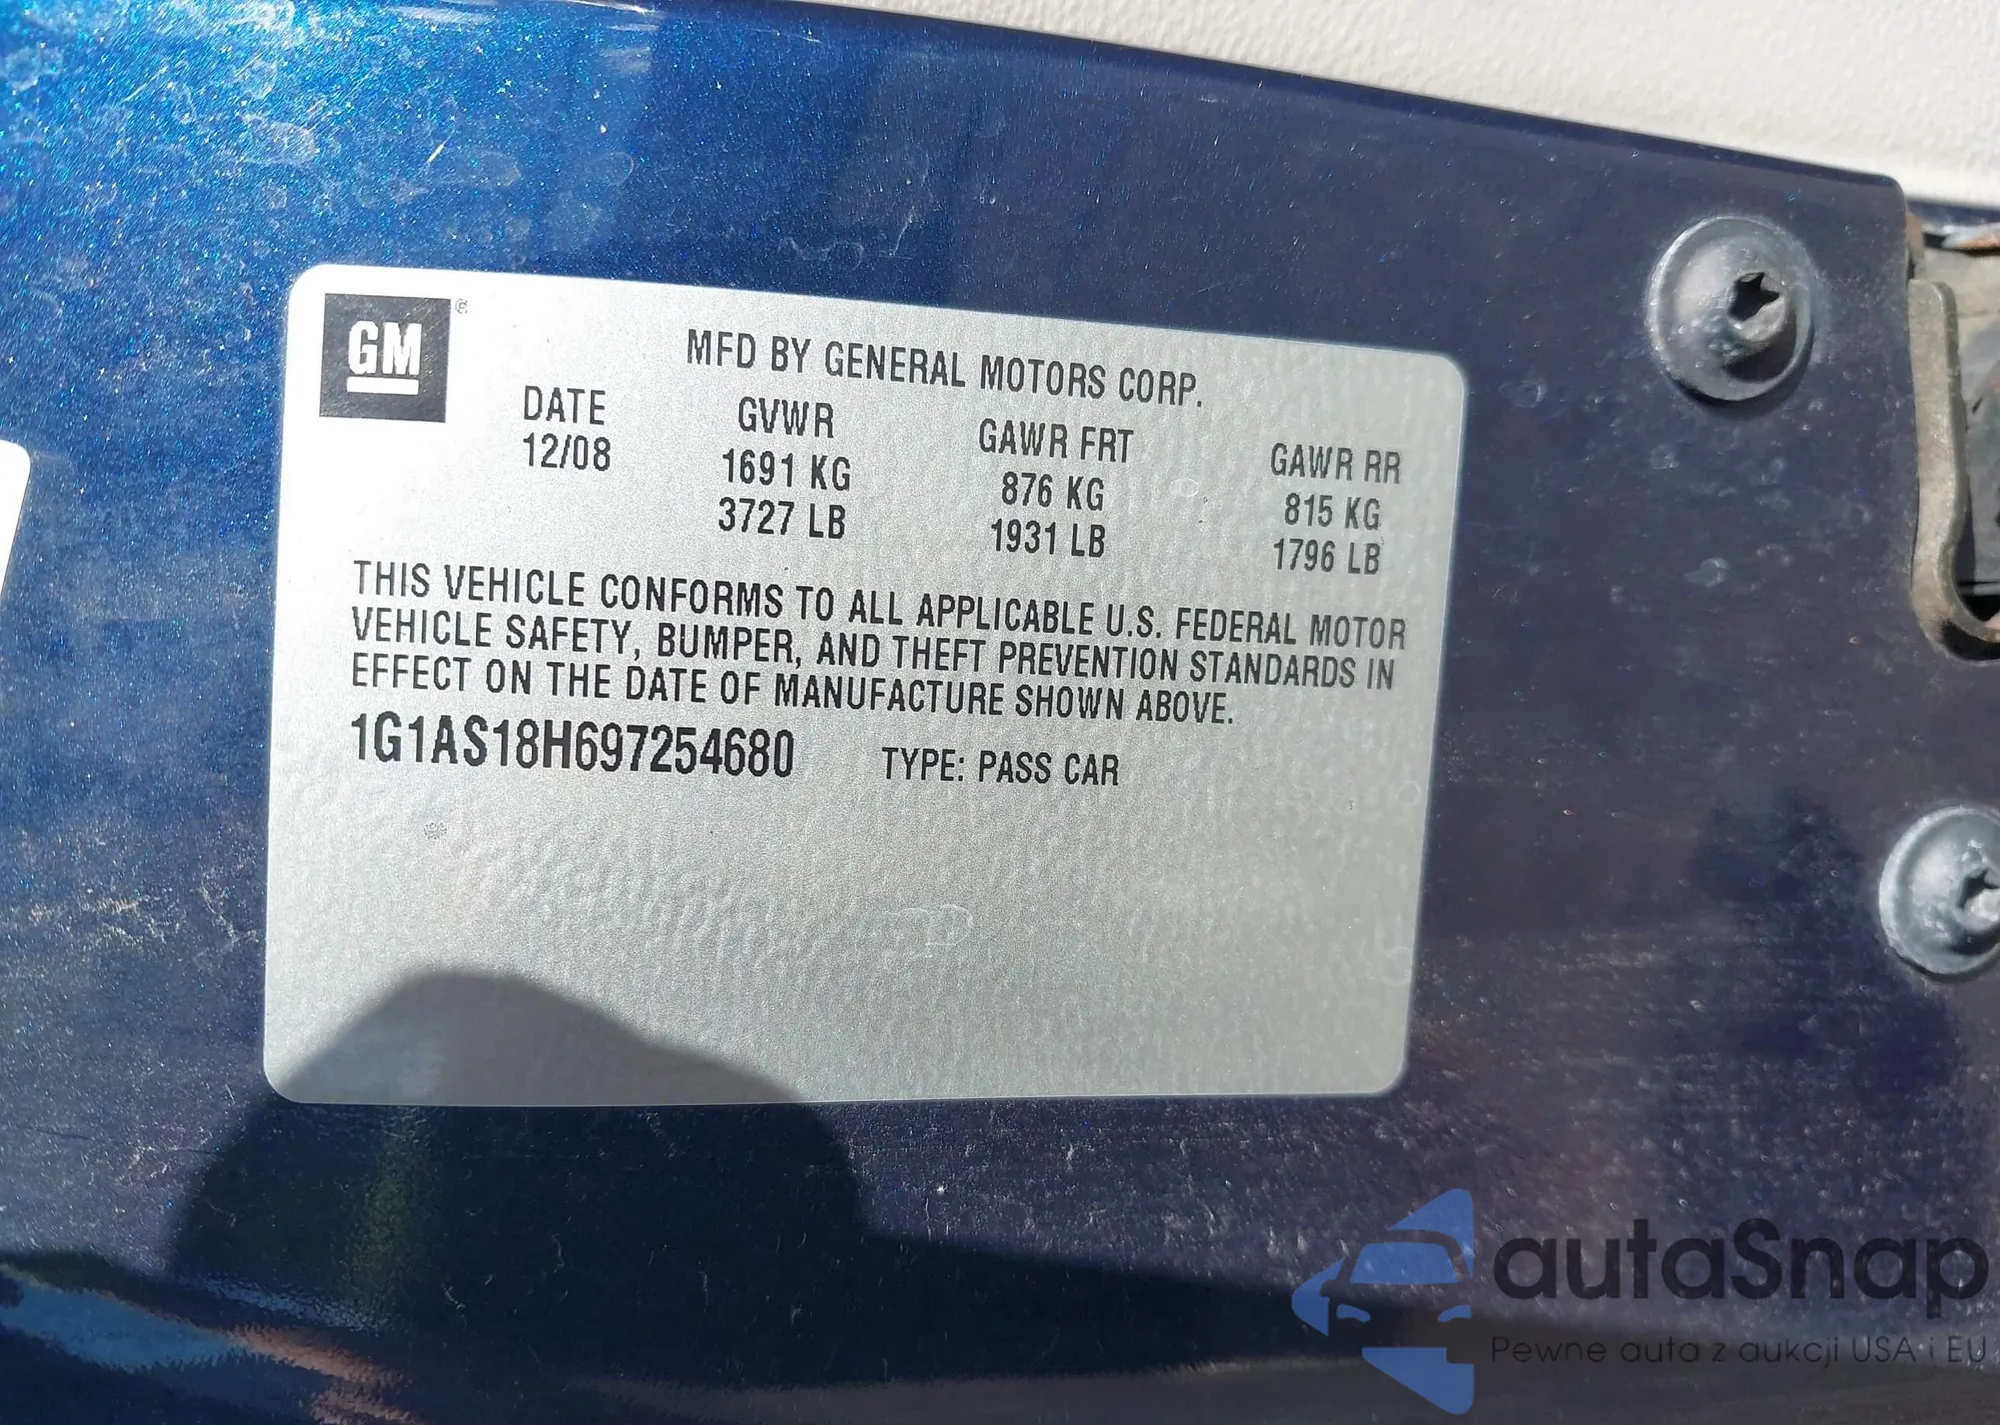 GM
MFD BY GENERAL MOTORS CORP.
DATE GVWR GAWR FRT GAWR RR
12/08 1691 KG 876 KG 815 KG
3727 LB 1931 LB 1796 LB
THIS VEHICLE CONFORMS TO ALL APPLICABLE U.S. FEDERAL MOTOR
VEHICLE SAFETY, BUMPER, AND THEFT PREVENTION STANDARDS IN
EFFECT ON THE DATE OF MANUFACTURE SHOWN ABOVE.
1G1AS18H697254680 TYPE: PASS CAR
autaSnap
Pewne auta z aukcji USA i EU